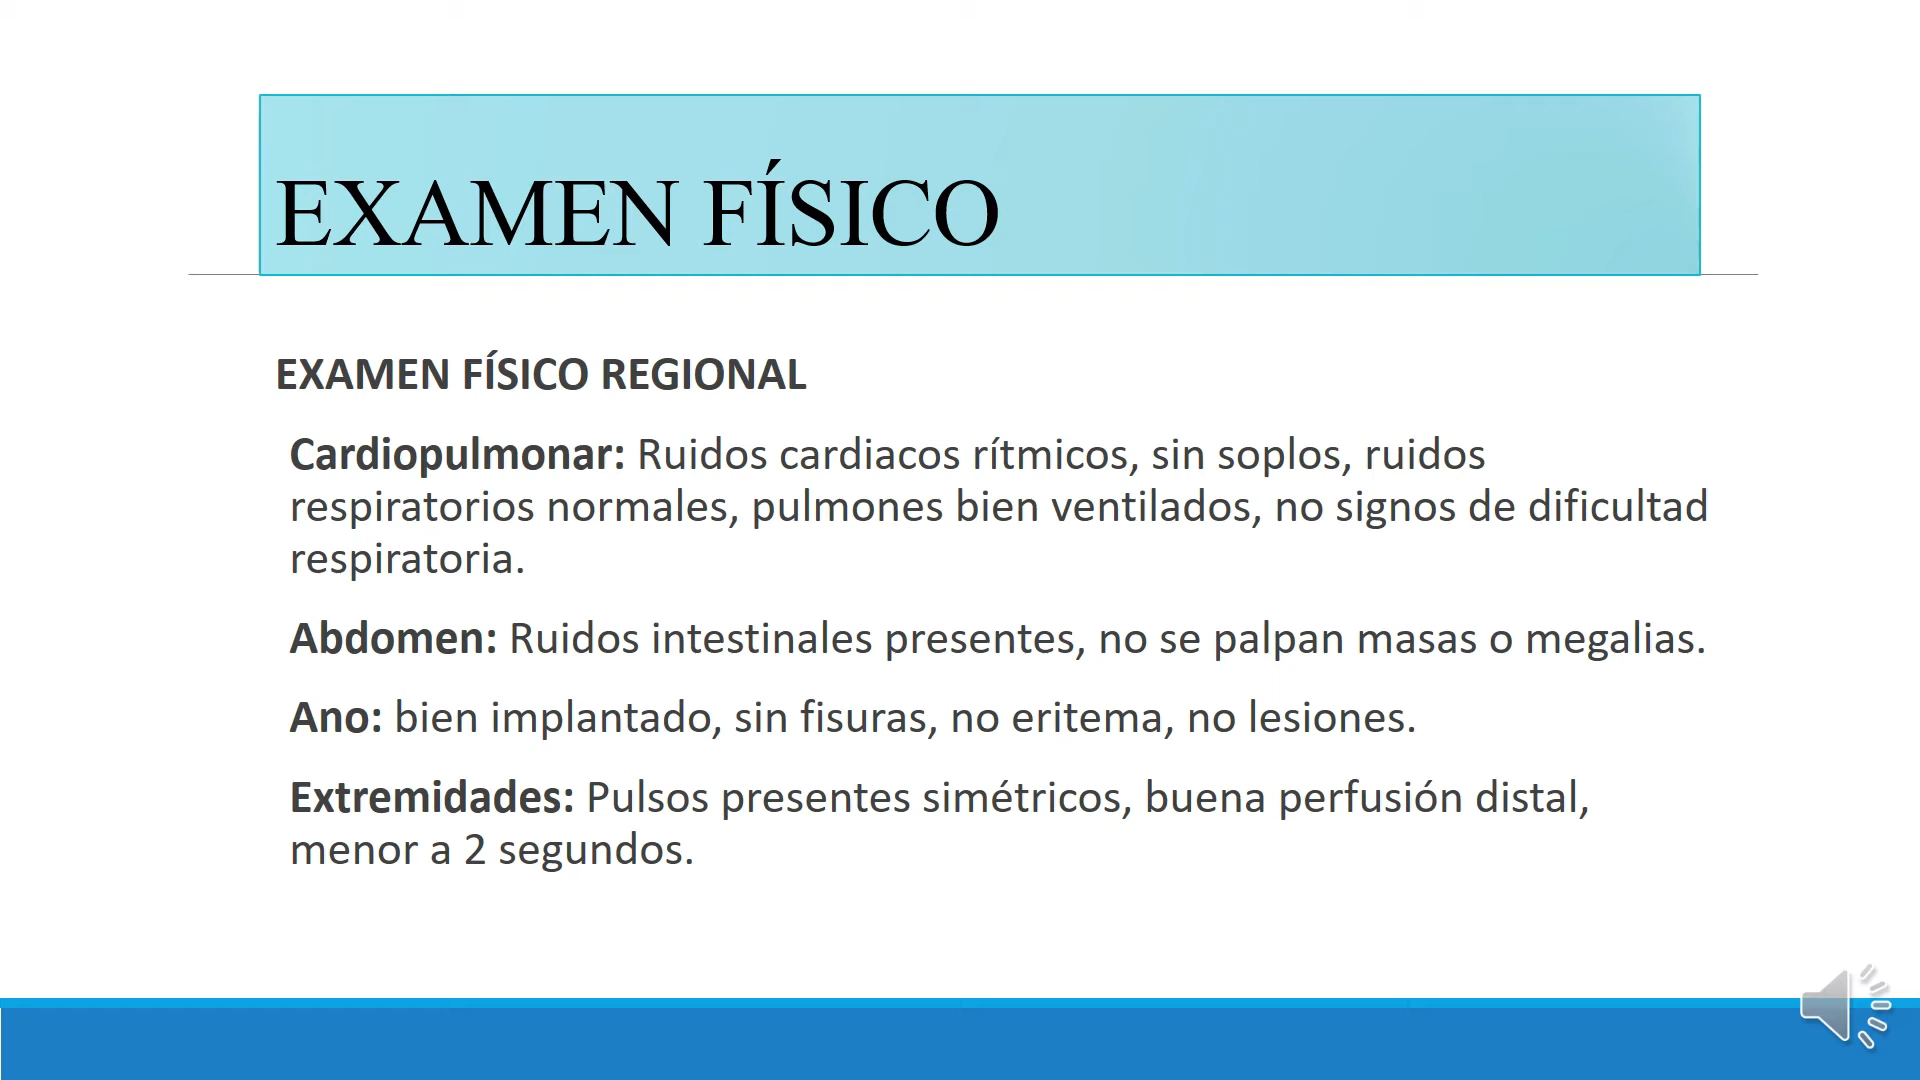 EXAMEN FÍSICO
EXAMEN FÍSICO REGIONAL
Cardiopulmonar: Ruidos cardiacos rítmicos, sin soplos, ruidos
respiratorios normales, pulmones bien ventilados, no signos de dificultad
respiratoria.
Abdomen: Ruidos intestinales presentes, no se palpan masas o megalias.
Ano: bien implantado, sin fisuras, no eritema, no lesiones.
Extremidades: Pulsos presentes simétricos, buena perfusión distal,
menor a 2 segundos.